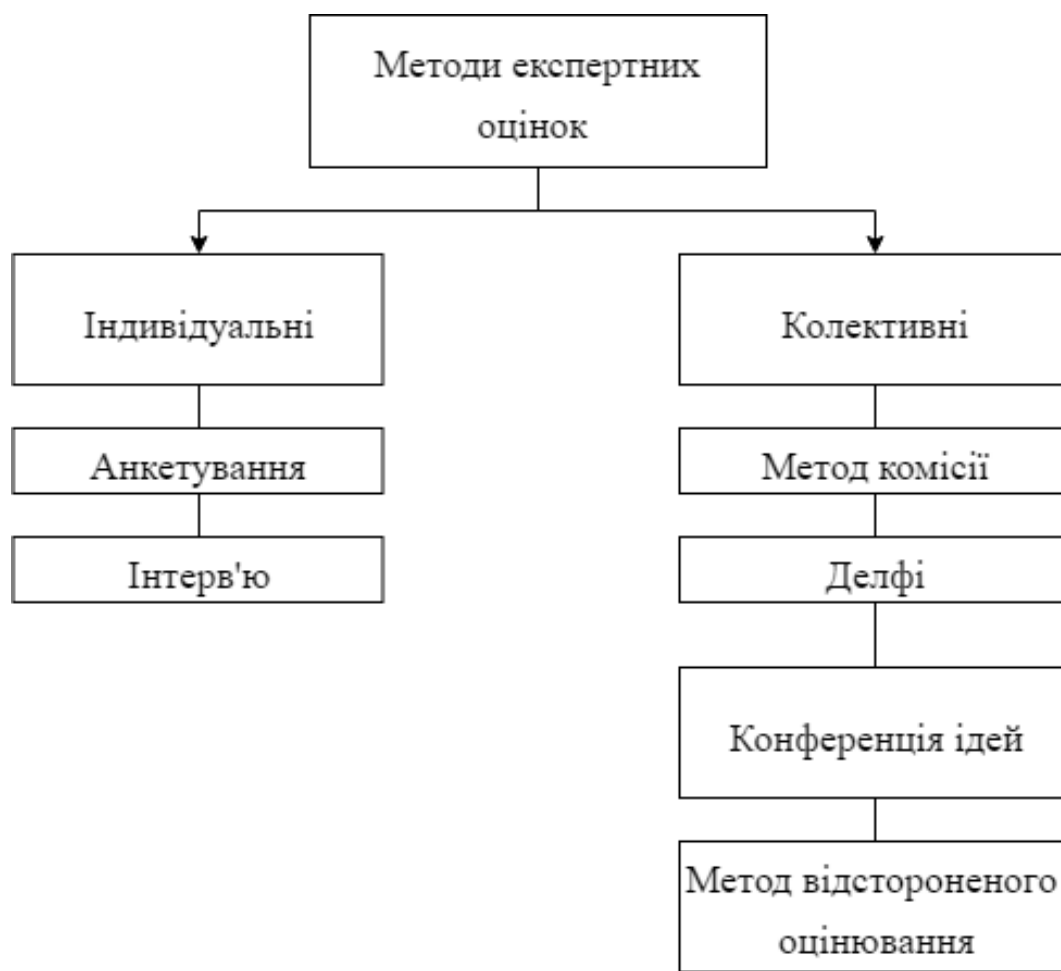 Методи експертних
оцінок
Індивідуальні
Колективні
Анкетування
Метод комісії
Інтерв'ю
Делфі
Конференція ідей
Метод відстороненого
оцінювання